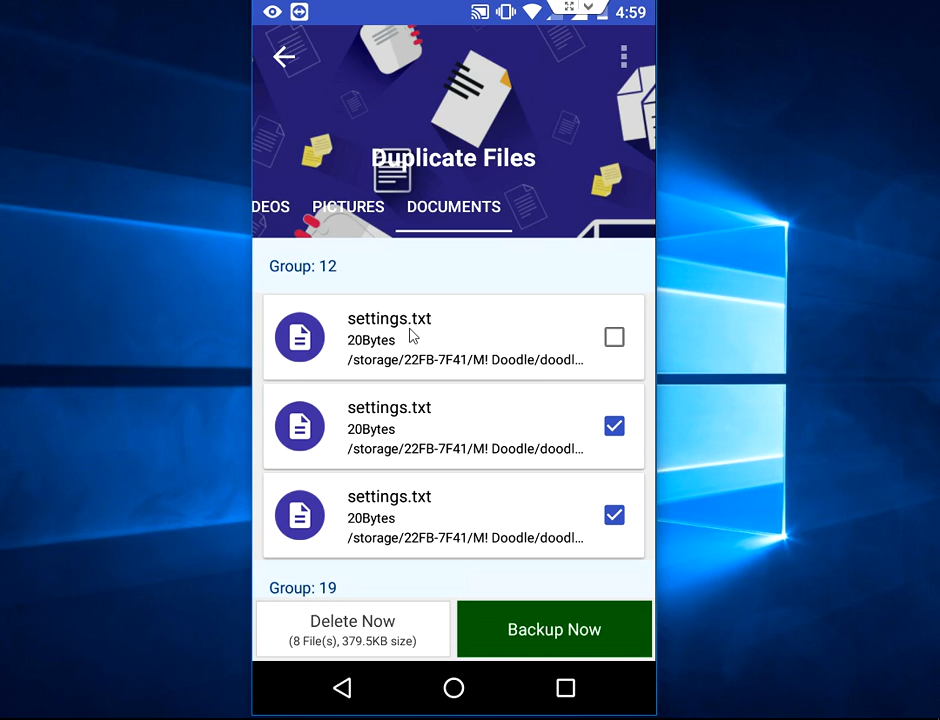 4:59
Duplicate Files
DEOS PICTURES DOCUMENTS
Group: 12
settings.txt
20Bytes
/storage/22FB-7F41/M! Doodle/doodl...
settings.txt
20Bytes
/storage/22FB-7F41/M! Doodle/doodl...
settings.txt
20Bytes
/storage/22FB-7F41/M! Doodle/doodl...
Group: 19
Delete Now
(8 File(s), 379.5KB size)
Backup Now